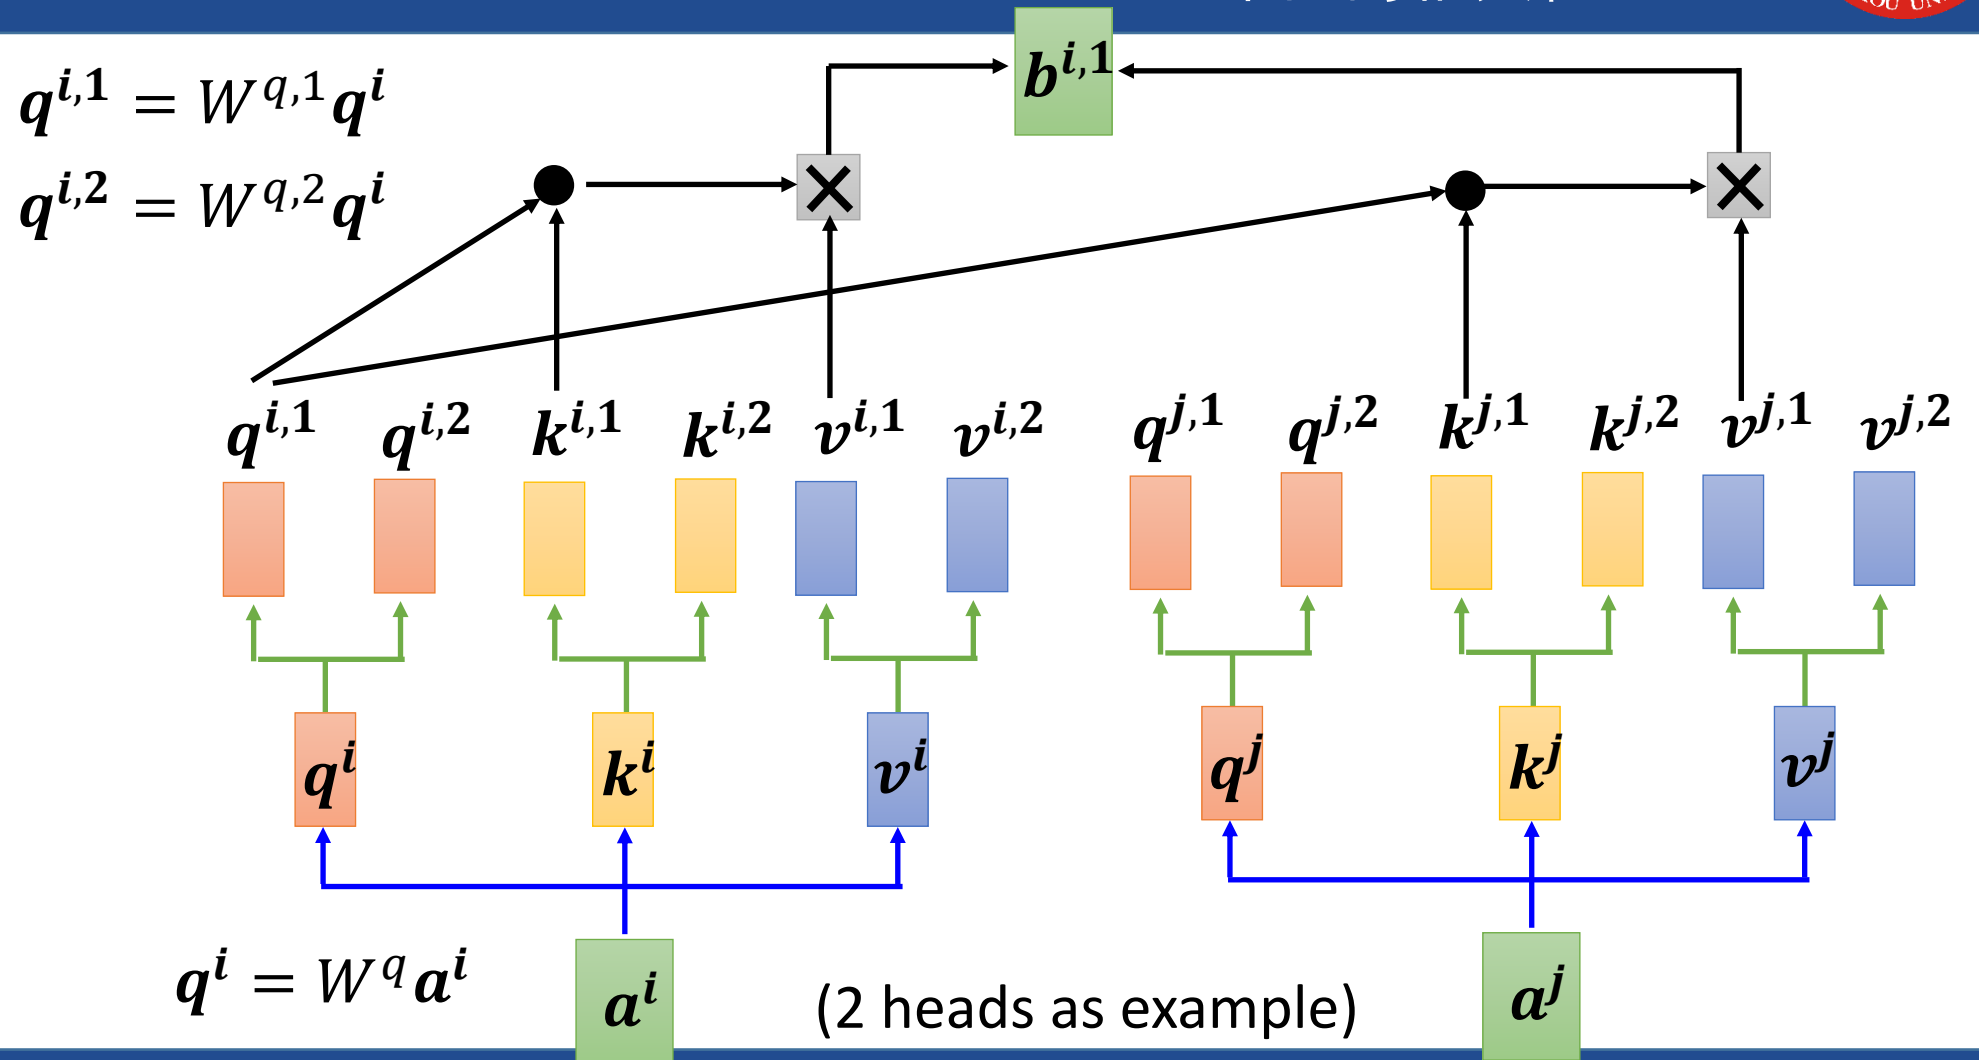 b^{i,1}
q^{i,1} = W^{q,1} q^i
q^{i,2} = W^{q,2} q^i
q^{i,1} q^{i,2} k^{i,1} k^{i,2} v^{i,1} v^{i,2} q^{j,1} q^{j,2} k^{j,1} k^{j,2} v^{j,1} v^{j,2}
q^i k^i v^i q^j k^j v^j
q^i = W^q a^i
a^i (2 heads as example) a^j